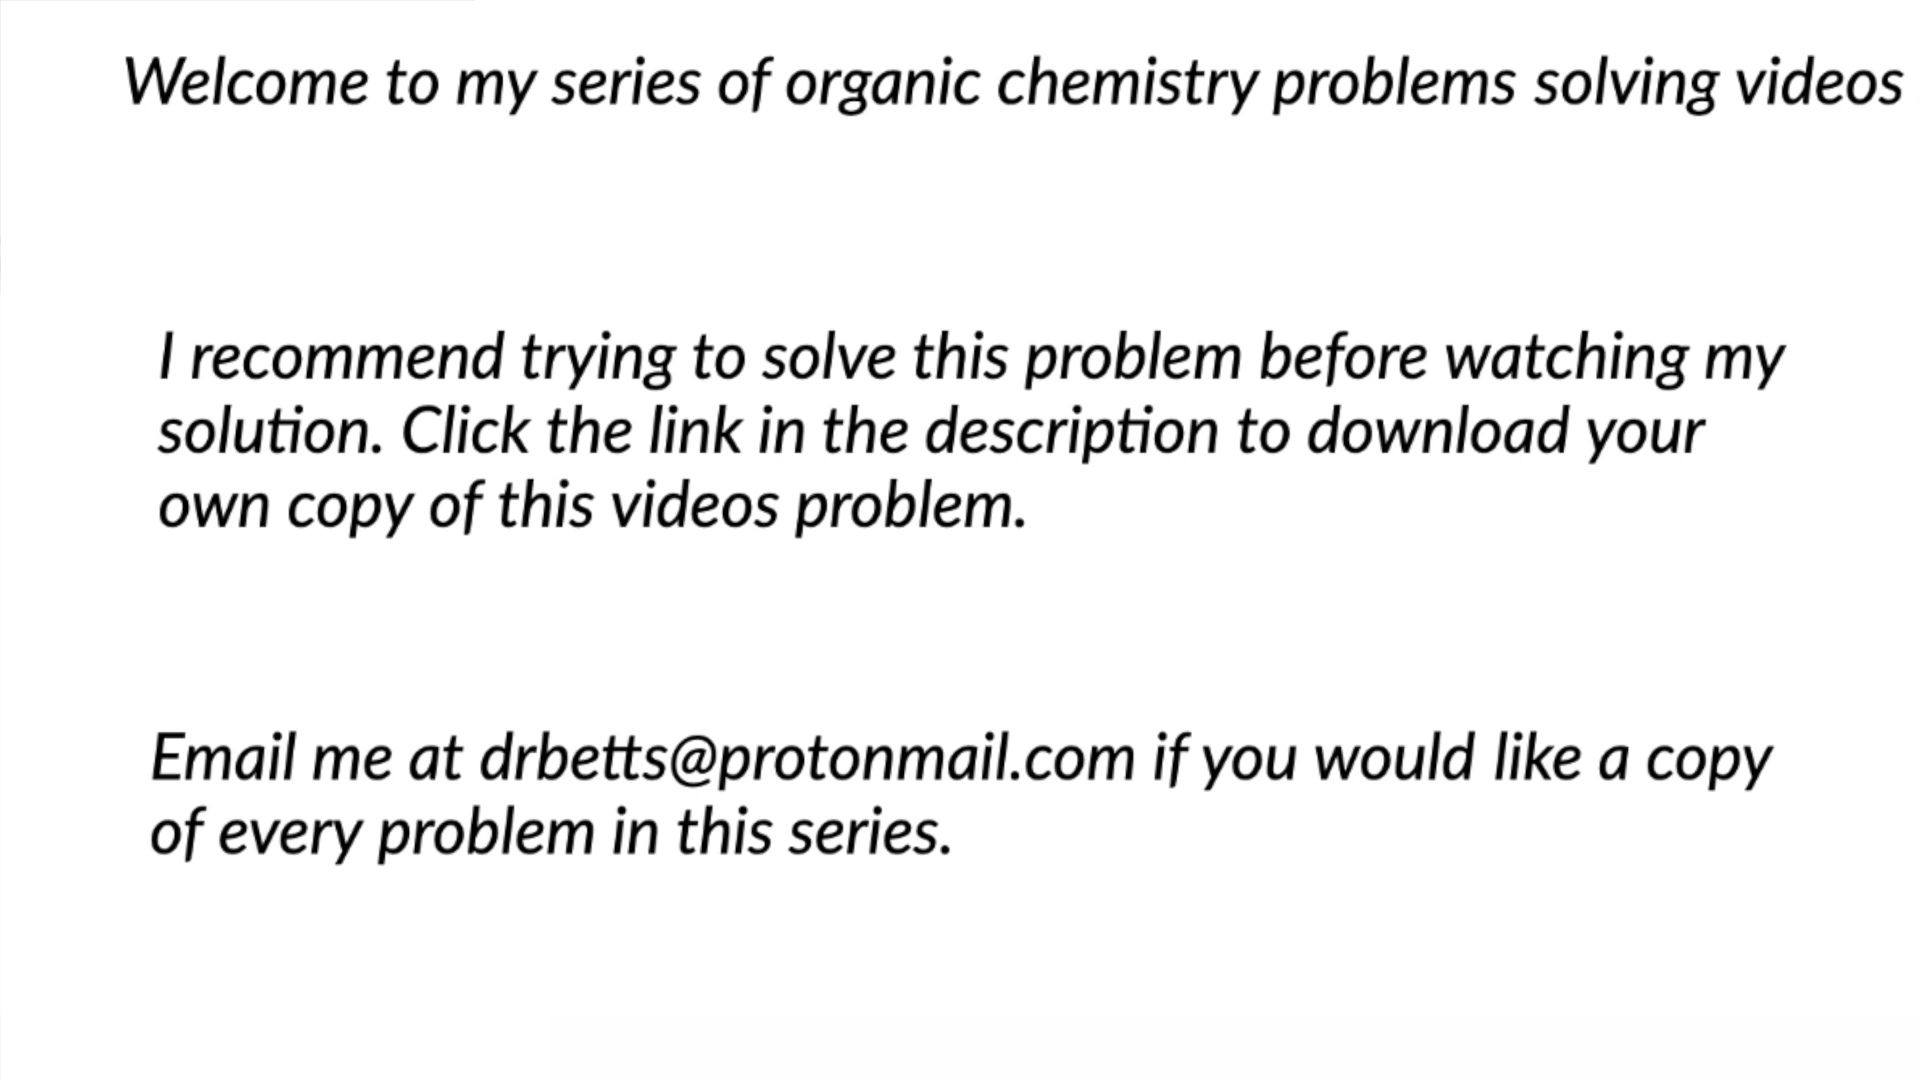 Welcome to my series of organic chemistry problems solving videos
I recommend trying to solve this problem before watching my
solution. Click the link in the description to download your
own copy of this videos problem.
Email me at drbetts@protonmail.com if you would like a copy
of every problem in this series.